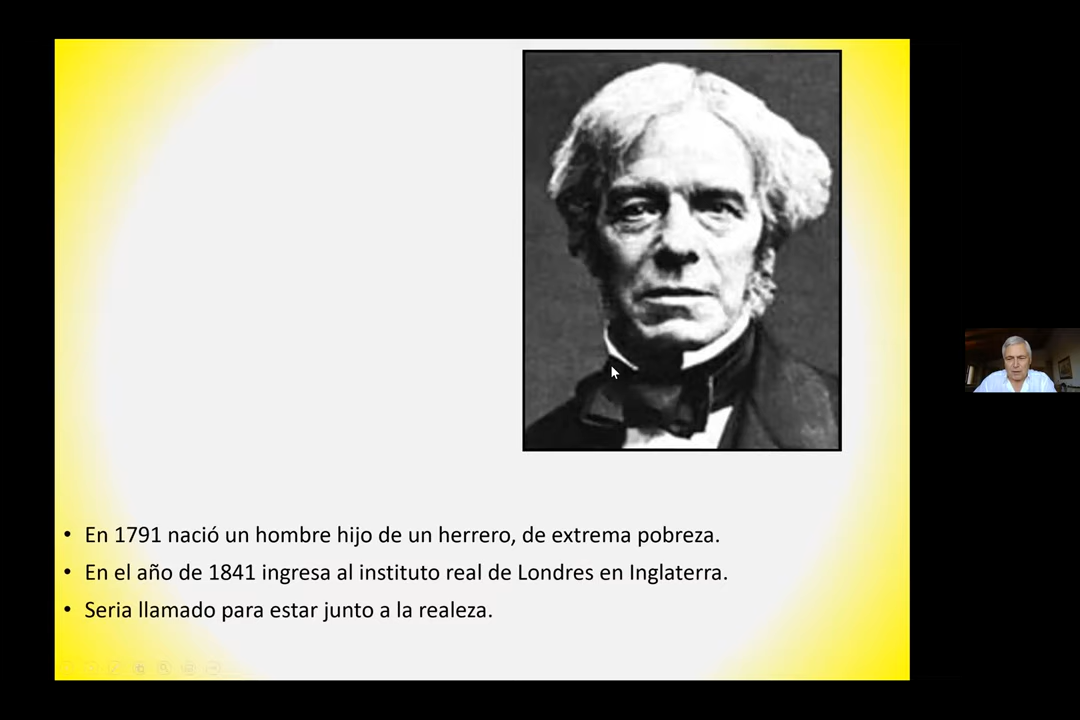 • En 1791 nació un hombre hijo de un herrero, de extrema pobreza.
• En el año de 1841 ingresa al instituto real de Londres en Inglaterra.
• Seria llamado para estar junto a la realeza.